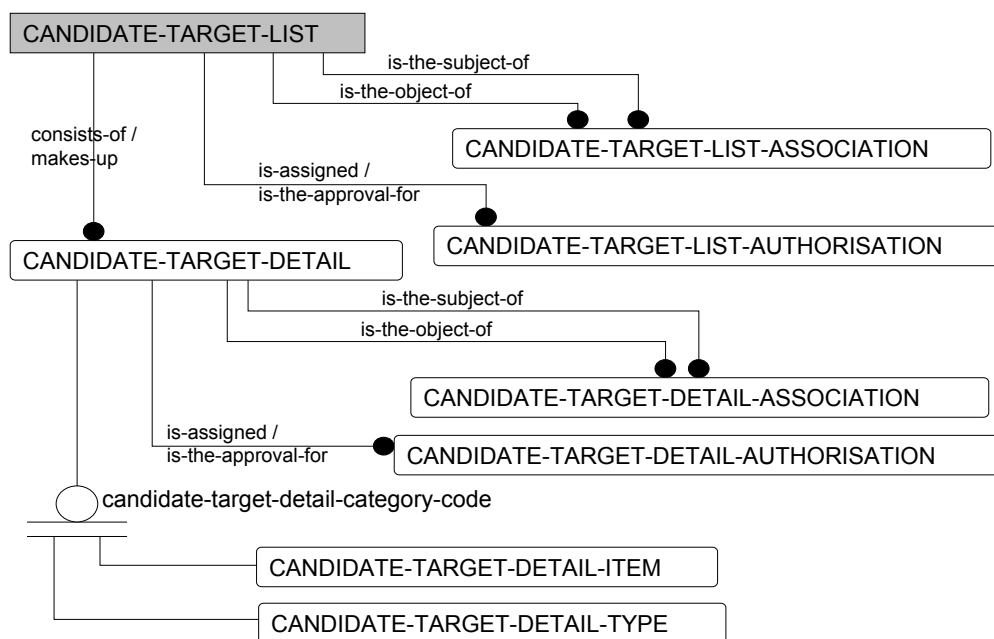 CANDIDATE-TARGET-LIST
is-the-subject-of
is-the-object-of
consists-of /
makes-up
CANDIDATE-TARGET-LIST-ASSOCIATION
is-assigned /
is-the-approval-for
CANDIDATE-TARGET-LIST-AUTHORISATION
CANDIDATE-TARGET-DETAIL
is-the-subject-of
is-the-object-of
CANDIDATE-TARGET-DETAIL-ASSOCIATION
is-assigned /
is-the-approval-for
CANDIDATE-TARGET-DETAIL-AUTHORISATION
candidate-target-detail-category-code
CANDIDATE-TARGET-DETAIL-ITEM
CANDIDATE-TARGET-DETAIL-TYPE